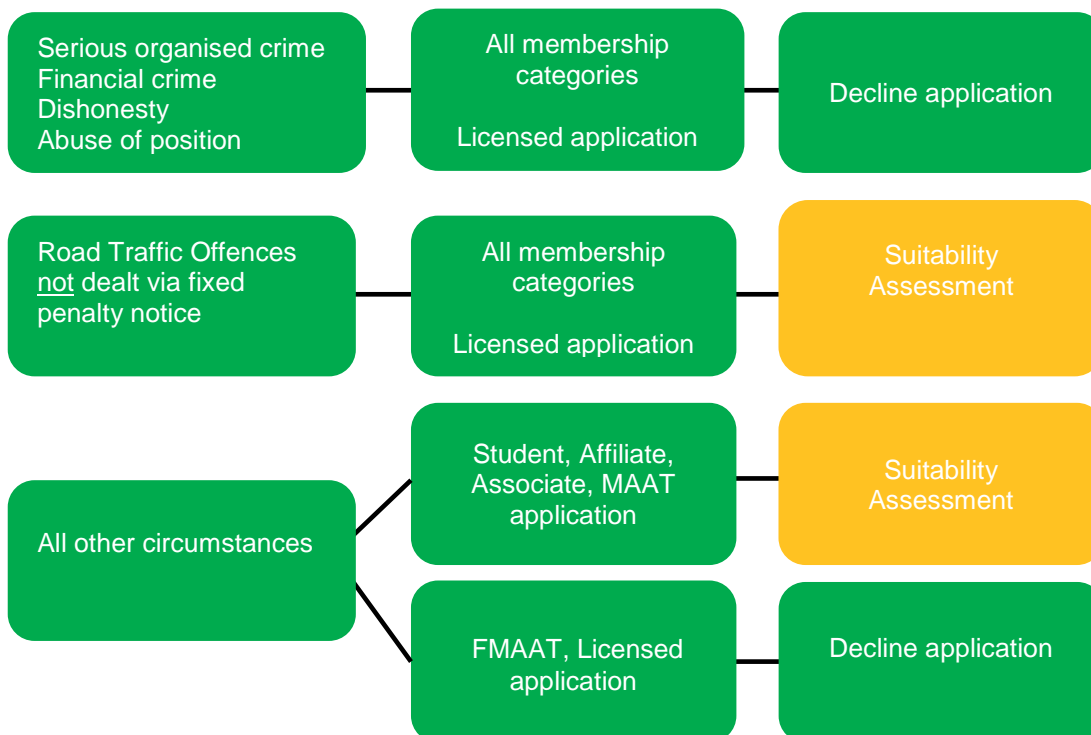 Serious organised crime
Financial crime
Dishonesty
Abuse of position
All membership
categories
Licensed application
Decline application
Road Traffic Offences
not dealt via fixed
penalty notice
All membership
categories
Licensed application
Suitability
Assessment
All other circumstances
Student, Affiliate,
Associate, MAAT
application
Suitability
Assessment
FMAAT, Licensed
application
Decline application